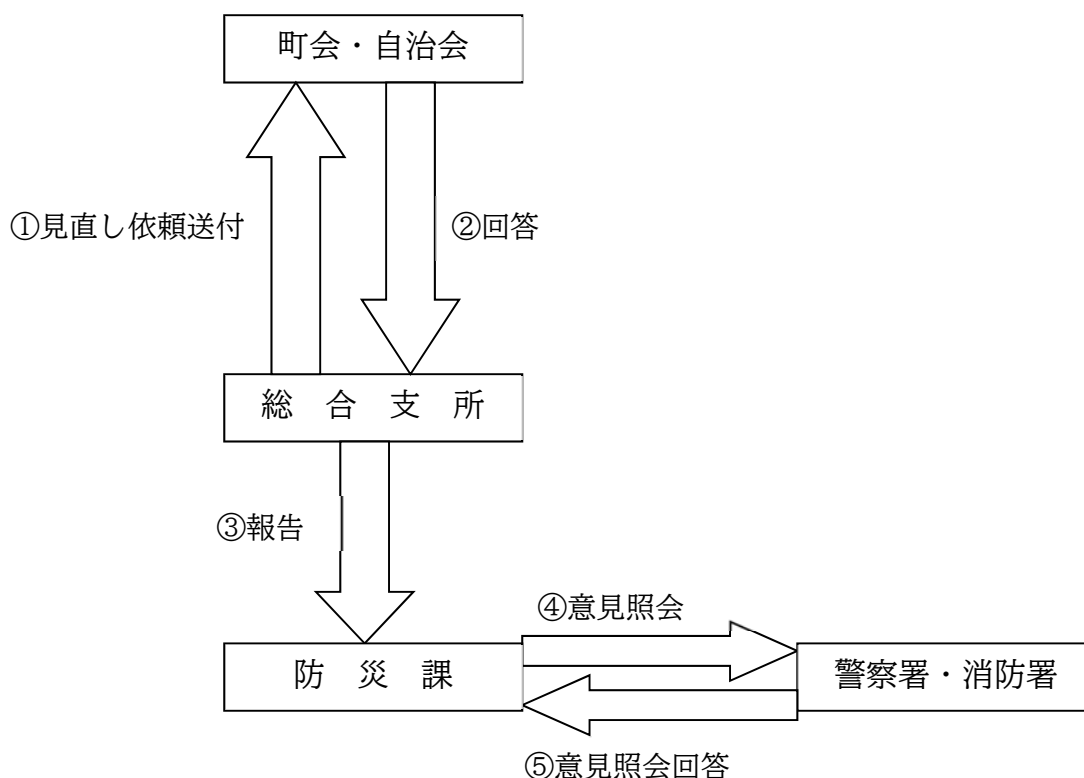 町会・自治会
①見直し依頼送付
②回答
総　合　支　所
③報告
④意見照会
防　災　課
警察署・消防署
⑤意見照会回答